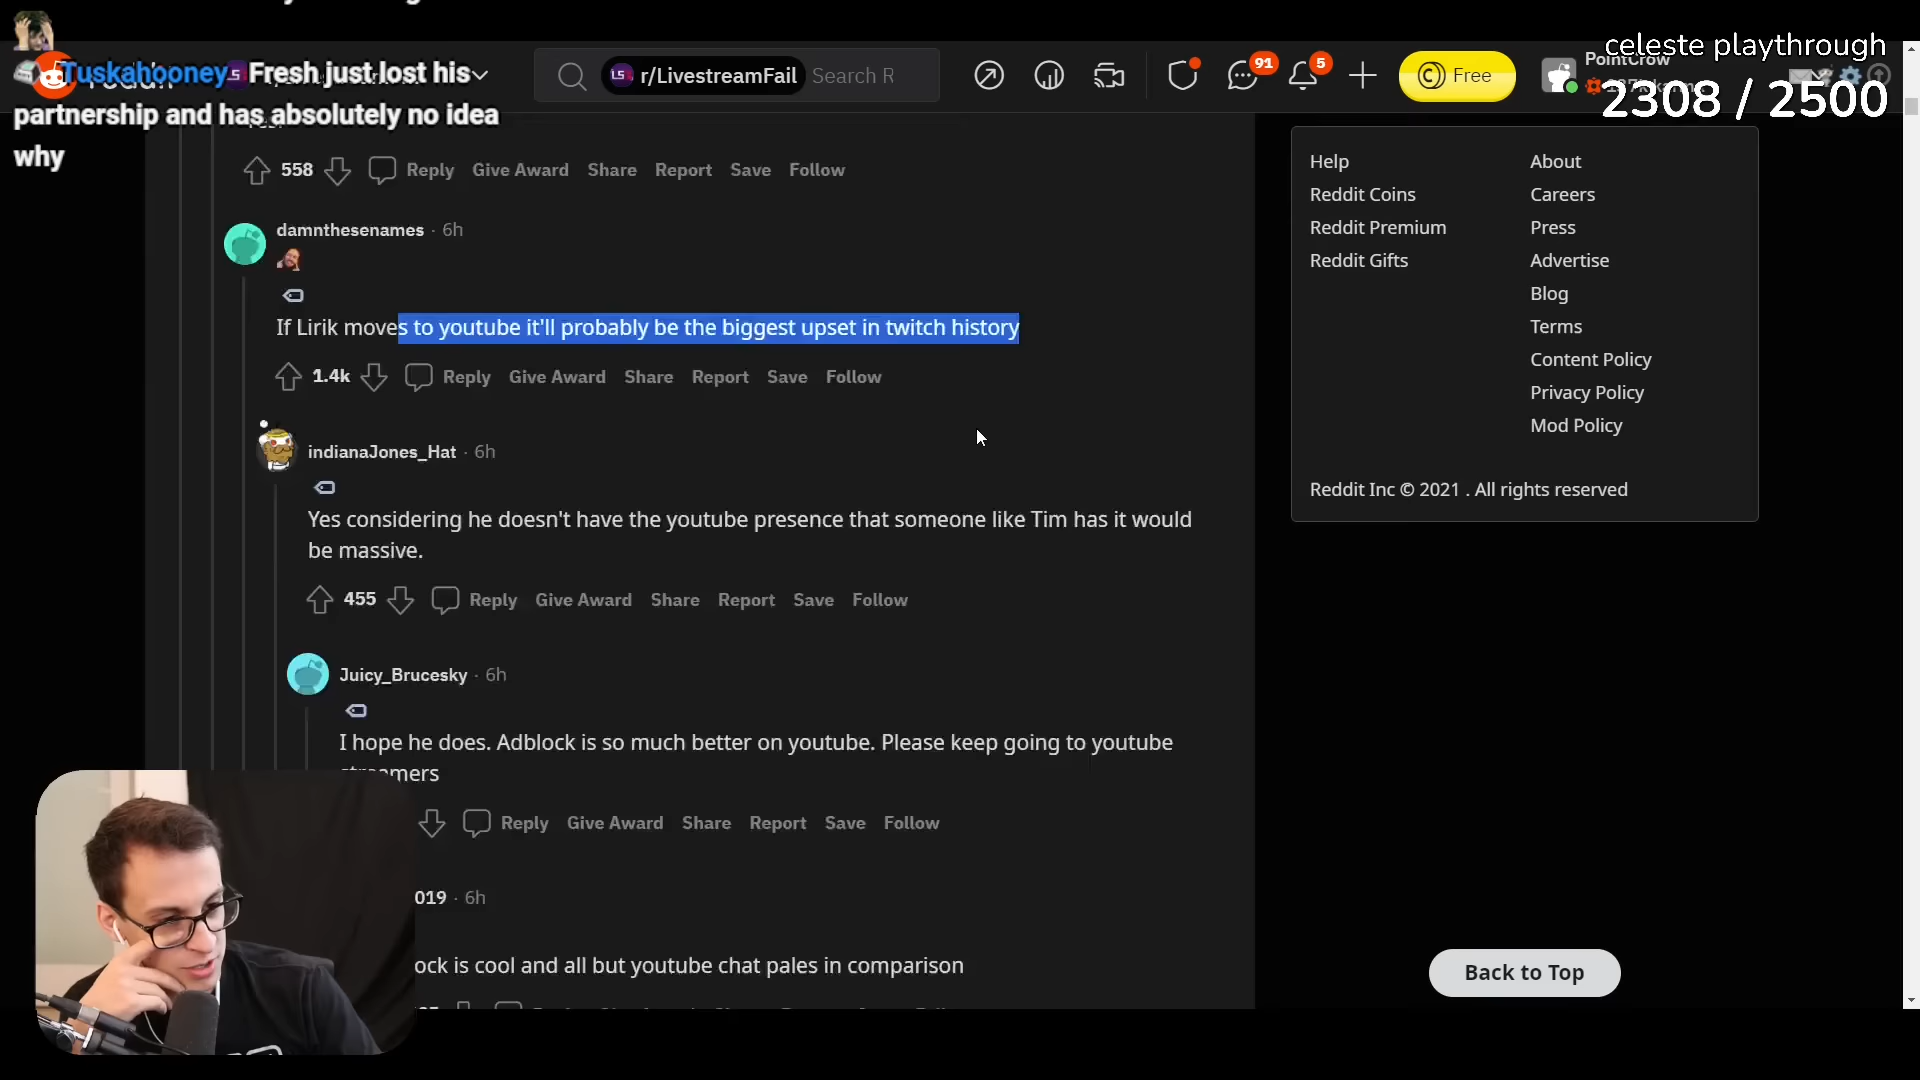 celeste playthrough
2308 / 2500
Tuskahooney Fresh just lost his
partnership and has absolutely no idea
why
r/LivestreamFail Search R
91
5
Free
PointCrow
558 Reply Give Award Share Report Save Follow
damnthesenames · 6h
If Lirik moves to youtube it'll probably be the biggest upset in twitch history
1.4k Reply Give Award Share Report Save Follow
indianaJones_Hat · 6h
Yes considering he doesn't have the youtube presence that someone like Tim has it would
be massive.
455 Reply Give Award Share Report Save Follow
Juicy_Brucesky · 6h
I hope he does. Adblock is so much better on youtube. Please keep going to youtube
streamers
Reply Give Award Share Report Save Follow
019 · 6h
ock is cool and all but youtube chat pales in comparison
Help
About
Reddit Coins
Careers
Reddit Premium
Press
Reddit Gifts
Advertise
Blog
Terms
Content Policy
Privacy Policy
Mod Policy
Reddit Inc © 2021 . All rights reserved
Back to Top